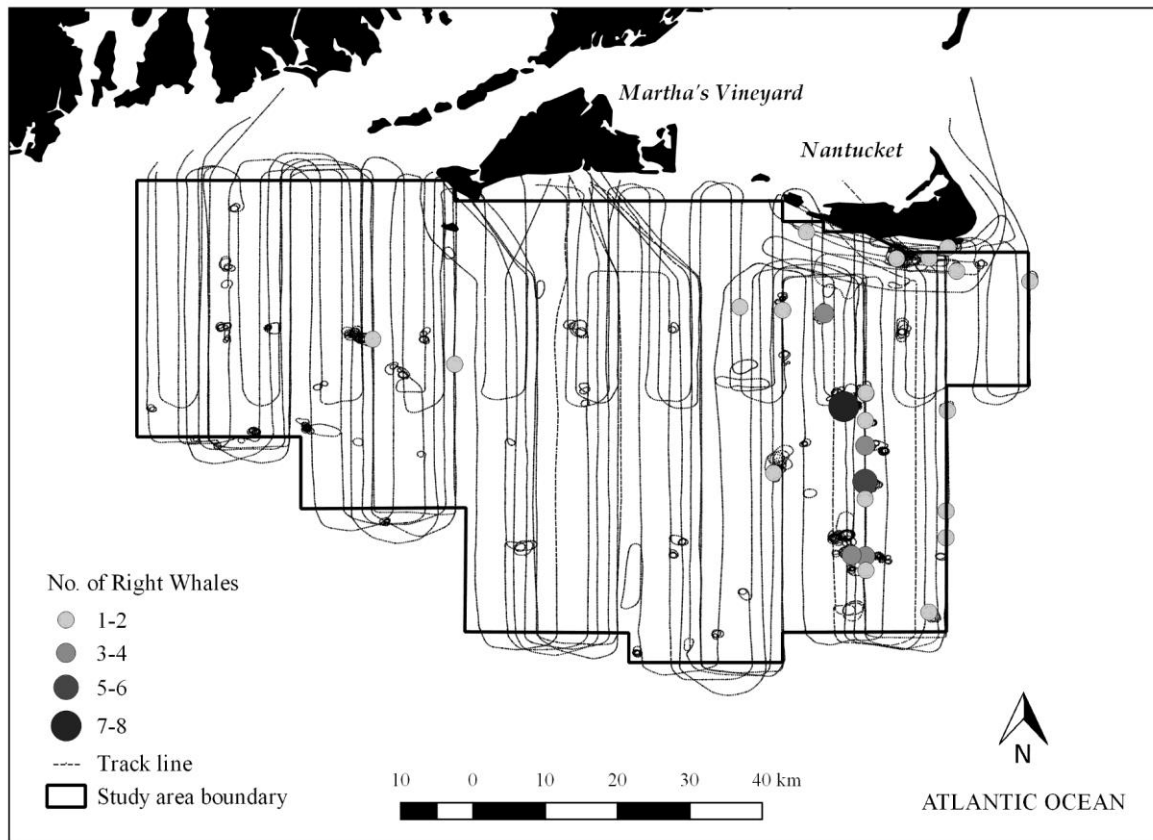 Martha's Vineyard
Nantucket
No. of Right Whales
1-2
3-4
5-6
7-8
Track line
Study area boundary
10 0 10 20 30 40 km
N
ATLANTIC OCEAN